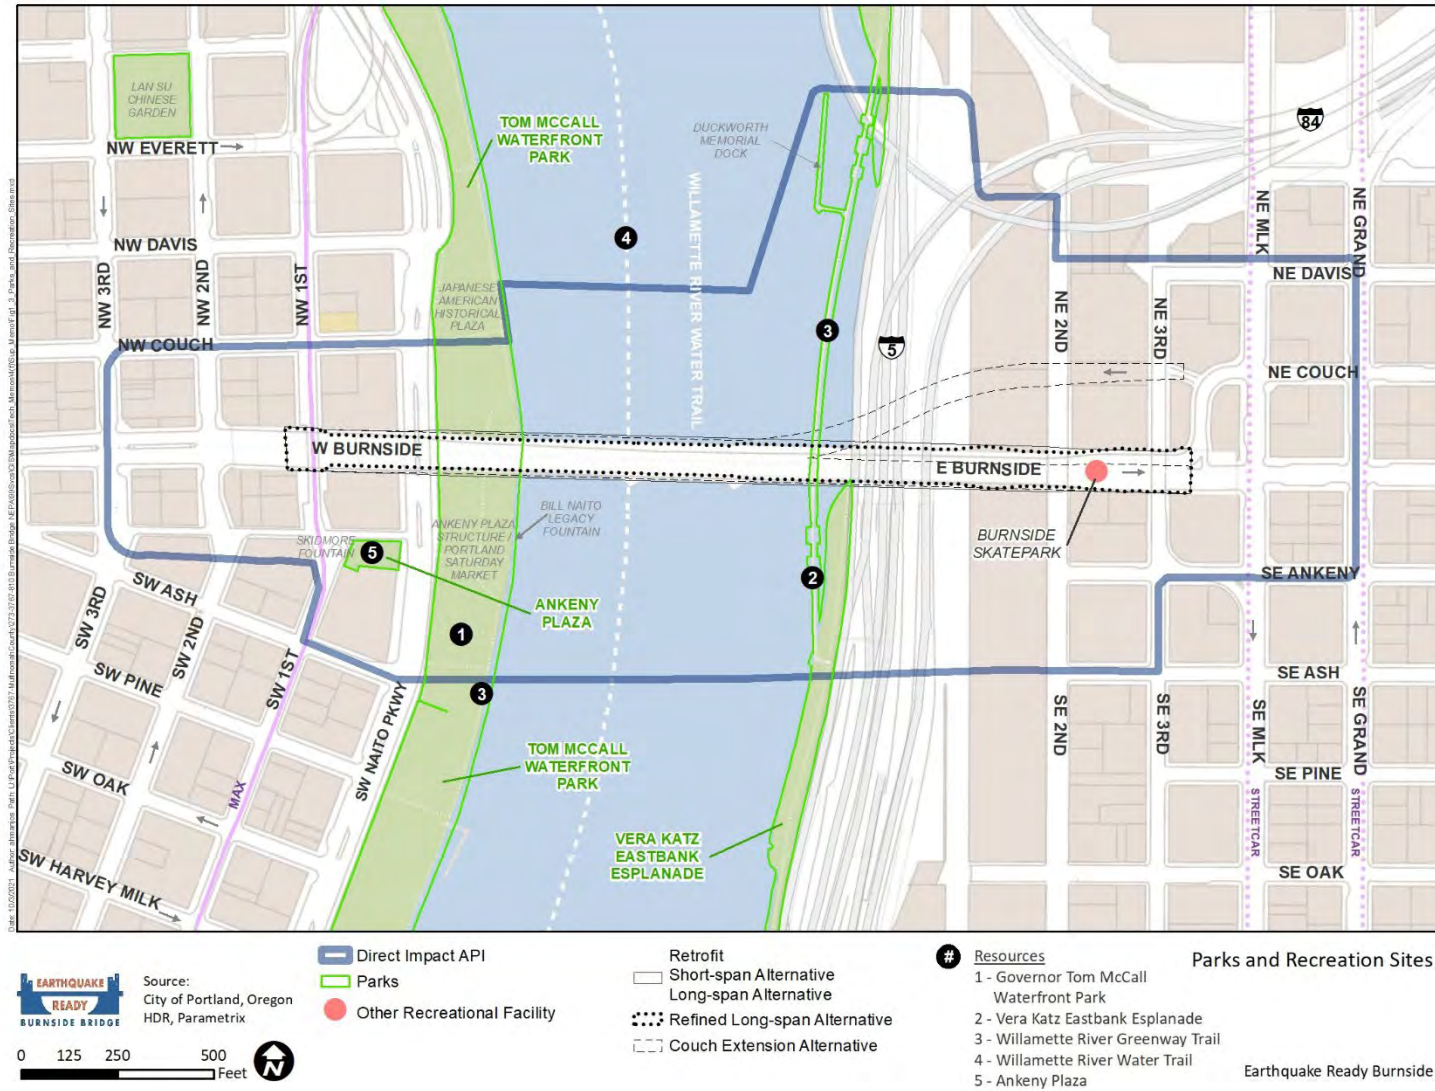 LAN SU
CHINESE
GARDEN
NW EVERETT
NW DAVIS
NW 3RD
NW 2ND
NW 1ST
NW COUCH
TOM MCCALL
WATERFRONT
PARK
JAPANESE
AMERICAN
HISTORICAL
PLAZA
4
WILLAMETTE RIVER WATER TRAIL
DUCKWORTH
MEMORIAL
DOCK
3
5
84
NE MLK
NE GRAND
NE DAVIS
NE 2ND
NE 3RD
NE COUCH
W BURNSIDE
E BURNSIDE
BURNSIDE
SKATEPARK
SKIDMORE
FOUNTAIN
5
ANKENY PLAZA
STRUCTURE /
PORTLAND
SATURDAY
MARKET
BILL NAITO
LEGACY
FOUNTAIN
ANKENY
PLAZA
1
2
3
SE ANKENY
SW ASH
SW 3RD
SW 2ND
SW PINE
SW 1ST
SW OAK
MAX
SW NAITO PKWY
SW HARVEY MILK
TOM MCCALL
WATERFRONT
PARK
VERA KATZ
EASTBANK
ESPLANADE
SE 2ND
SE 3RD
SE MLK
SE GRAND
SE ASH
SE PINE
STREETCAR
STREETCAR
SE OAK
EARTHQUAKE
READY
BURNSIDE BRIDGE
Source:
City of Portland, Oregon
HDR, Parametrix
0 125 250 500
Feet
N
Direct Impact API
Parks
Other Recreational Facility
Retrofit
Short-span Alternative
Long-span Alternative
Refined Long-span Alternative
Couch Extension Alternative
# Resources
1 - Governor Tom McCall
Waterfront Park
2 - Vera Katz Eastbank Esplanade
3 - Willamette River Greenway Trail
4 - Willamette River Water Trail
5 - Ankeny Plaza
Parks and Recreation Sites
Earthquake Ready Burnside